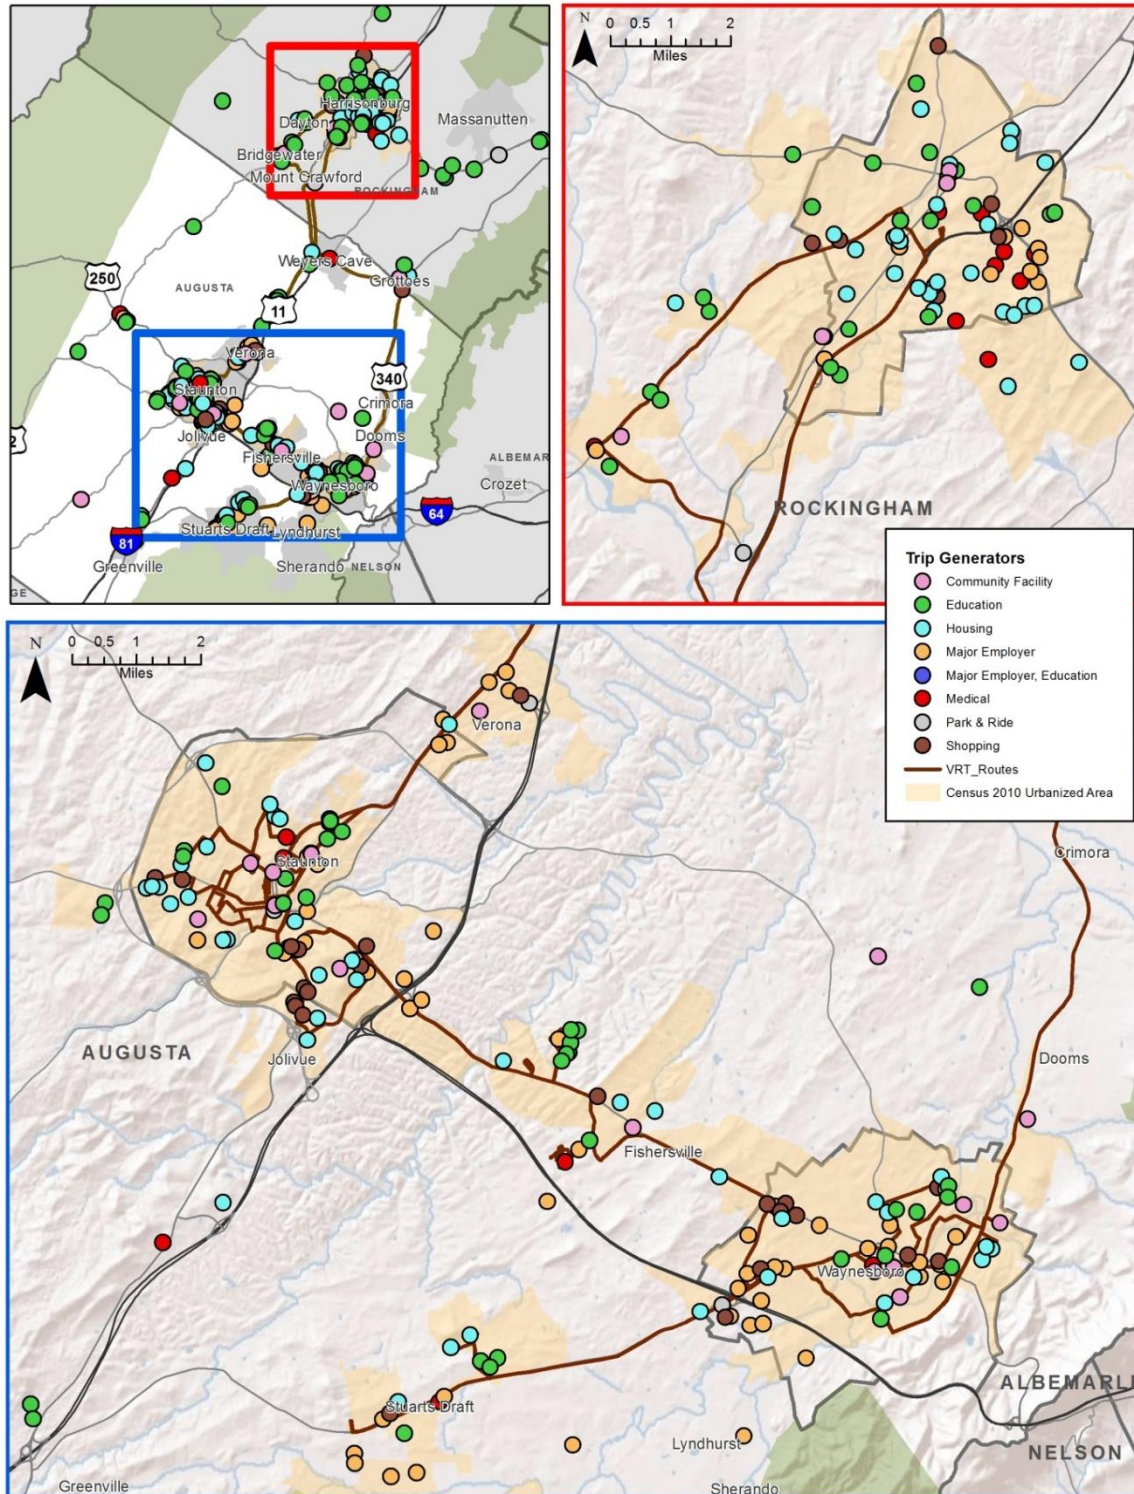 Harrisonburg
Massanutten
Dayton
Bridgewater
Mount Crawford
ROCKINGHAM
Weyers Cave
250
Grottoes
AUGUSTA
11
Verona
340
Staunton
Crimora
2
Jolivue
Dooms
Fishersville
ALBEMAR
Waynesboro
Crozet
64
Stuarts Draft
Lyndhurst
81
Greenville
Sherando
NELSON
GE
N
0 0.5 1 2
Miles
ROCKINGHAM
Trip Generators
Community Facility
Education
Housing
Major Employer
Major Employer, Education
Medical
Park & Ride
Shopping
VRT_Routes
Census 2010 Urbanized Area
N
0 0.5 1 2
Miles
Verona
Staunton
Crimora
AUGUSTA
Jolivue
Dooms
Fishersville
Waynesboro
ALBEMARL
Stuarts Draft
Lyndhurst
NELSON
Greenville
Sherando